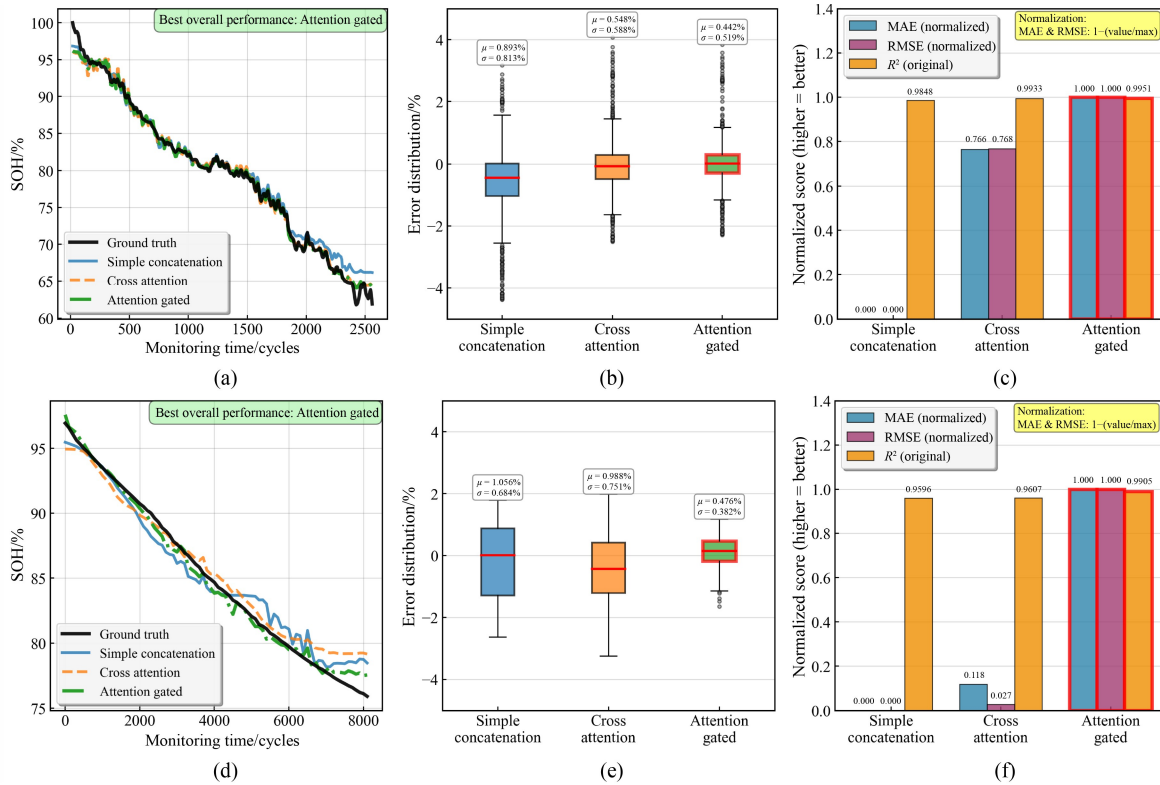 Best overall performance: Attention gated
100
95
90
85
80
75
70
65
60
SOH/%
Ground truth
Simple concatenation
Cross attention
Attention gated
0
500
1000
1500
2000
2500
Monitoring time/cycles
(a)
4
2
0
−2
−4
Error distribution/%
μ = 0.893%
σ = 0.813%
μ = 0.548%
σ = 0.588%
μ = 0.442%
σ = 0.519%
Simple
concatenation
Cross
attention
Attention
gated
(b)
1.4
1.2
1.0
0.8
0.6
0.4
0.2
0.0
Normalized score (higher = better)
MAE (normalized)
RMSE (normalized)
R² (original)
Normalization:
MAE & RMSE: 1−(value/max)
0.000 0.000 0.9848
0.766 0.768 0.9933
1.000 1.000 0.9951
Simple
concatenation
Cross
attention
Attention
gated
(c)
Best overall performance: Attention gated
95
90
85
80
75
SOH/%
Ground truth
Simple concatenation
Cross attention
Attention gated
0
2000
4000
6000
8000
Monitoring time/cycles
(d)
4
2
0
−2
−4
Error distribution/%
μ = 1.056%
σ = 0.684%
μ = 0.988%
σ = 0.751%
μ = 0.476%
σ = 0.382%
Simple
concatenation
Cross
attention
Attention
gated
(e)
1.4
1.2
1.0
0.8
0.6
0.4
0.2
0.0
Normalized score (higher = better)
MAE (normalized)
RMSE (normalized)
R² (original)
Normalization:
MAE & RMSE: 1−(value/max)
0.000 0.000 0.9596
0.118 0.027 0.9607
1.000 1.000 0.9905
Simple
concatenation
Cross
attention
Attention
gated
(f)